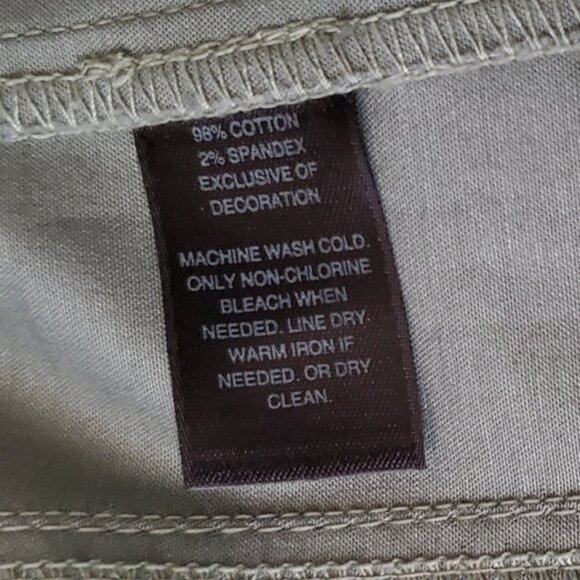 98% COTTON
2% SPANDEX
EXCLUSIVE OF
DECORATION
MACHINE WASH COLD.
ONLY NON-CHLORINE
BLEACH WHEN
NEEDED. LINE DRY.
WARM IRON IF
NEEDED. OR DRY
CLEAN.